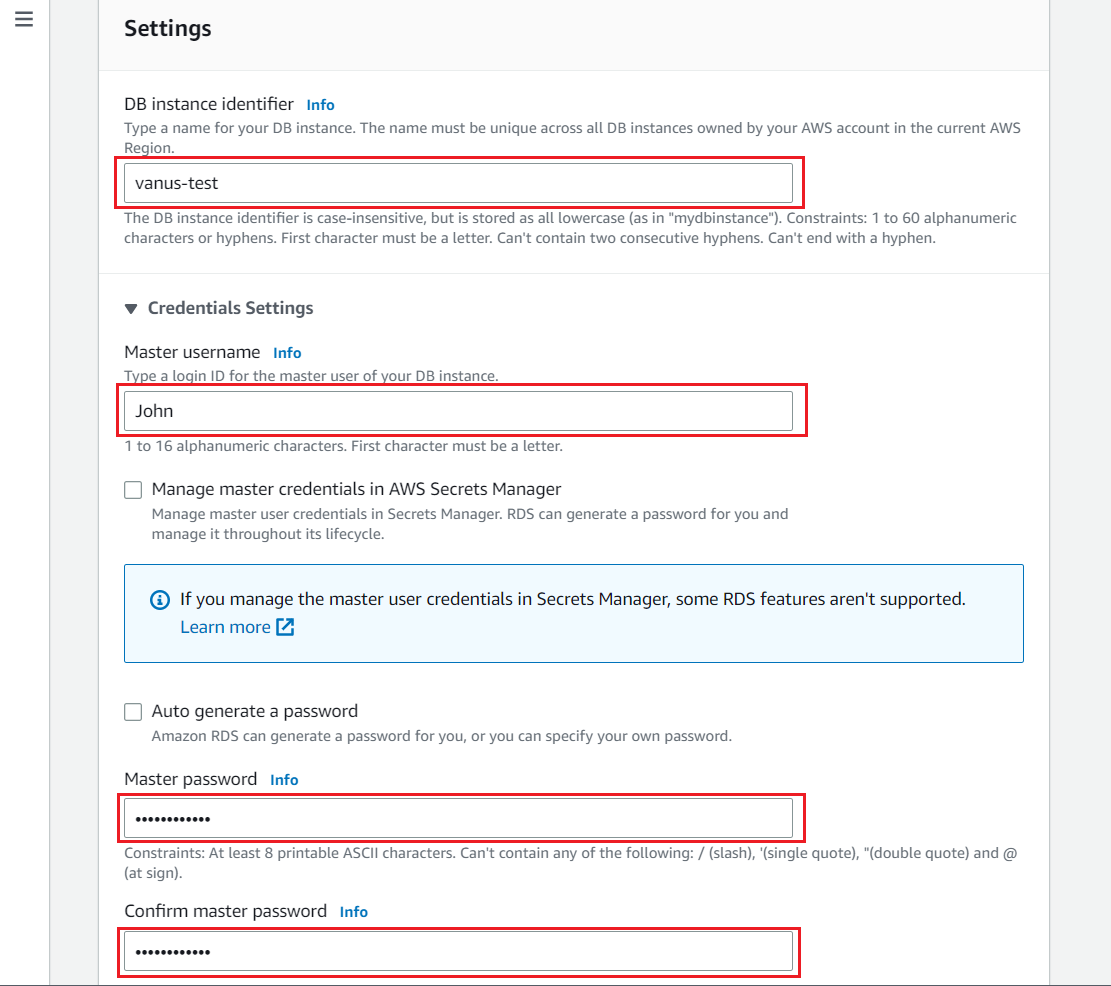 Settings
DB instance identifier Info
Type a name for your DB instance. The name must be unique across all DB instances owned by your AWS account in the current AWS
Region.
vanus-test
The DB instance identifier is case-insensitive, but is stored as all lowercase (as in "mydbinstance"). Constraints: 1 to 60 alphanumeric
characters or hyphens. First character must be a letter. Can't contain two consecutive hyphens. Can't end with a hyphen.
Credentials Settings
Master username Info
Type a login ID for the master user of your DB instance.
John
1 to 16 alphanumeric characters. First character must be a letter.
Manage master credentials in AWS Secrets Manager
Manage master user credentials in Secrets Manager. RDS can generate a password for you and
manage it throughout its lifecycle.
If you manage the master user credentials in Secrets Manager, some RDS features aren't supported.
Learn more
Auto generate a password
Amazon RDS can generate a password for you, or you can specify your own password.
Master password Info
••••••••••••
Constraints: At least 8 printable ASCII characters. Can't contain any of the following: / (slash), '(single quote), "(double quote) and @
(at sign).
Confirm master password Info
••••••••••••